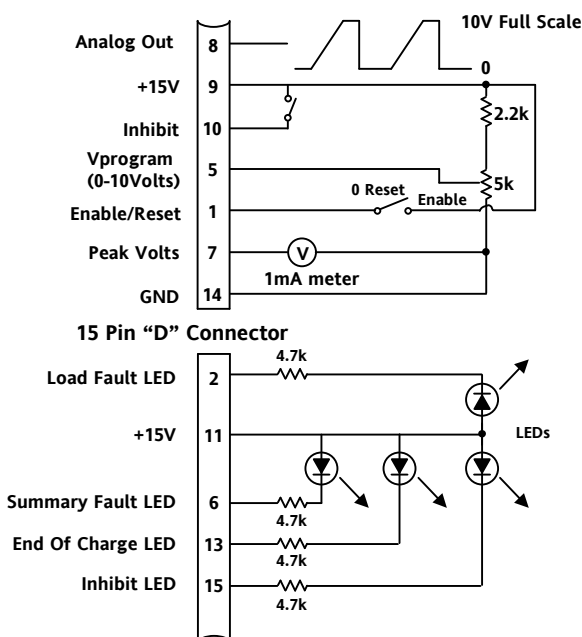 10V Full Scale
Analog Out 8
0
+15V 9
2.2k
Inhibit 10
Vprogram
(0-10Volts) 5
5k
0 Reset Enable
Enable/Reset 1
Peak Volts 7 V
1mA meter
GND 14
15 Pin “D” Connector
4.7k
Load Fault LED 2
+15V 11 LEDs
Summary Fault LED 6
4.7k
End Of Charge LED 13
4.7k
Inhibit LED 15
4.7k